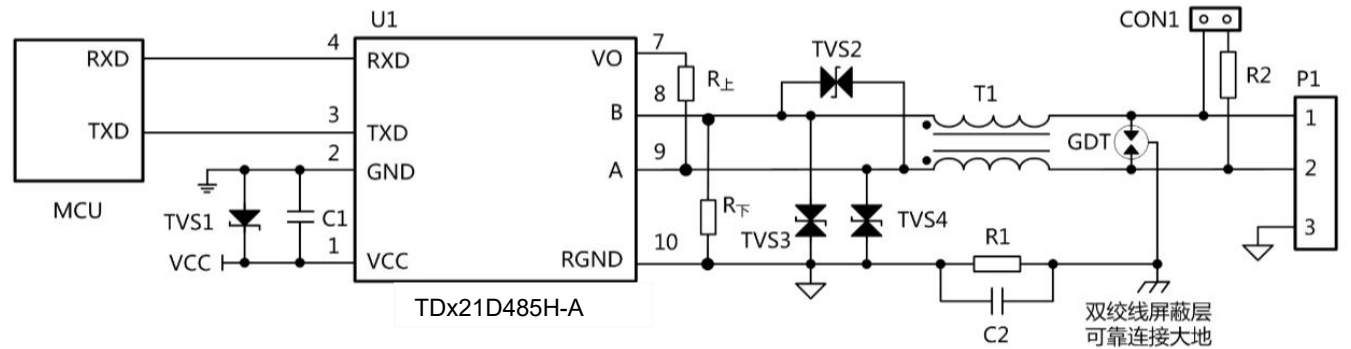 U1
CON1
MCU
RXD
TXD
4
3
2
1
RXD
TXD
GND
VCC
VO
B
A
RGND
7
8
9
10
TDx21D485H-A
TVS1
C1
VCC
R上
R下
TVS2
TVS3
TVS4
T1
GDT
R1
C2
R2
P1
1
2
3
双绞线屏蔽层
可靠连接大地